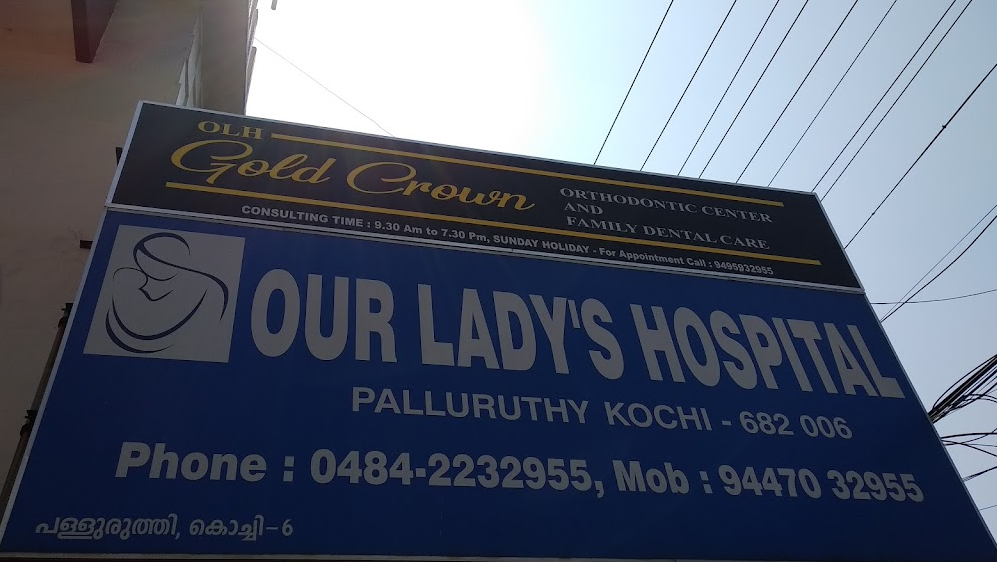 OLH
Gold Crown
ORTHODONTIC CENTER
AND
FAMILY DENTAL CARE
CONSULTING TIME : 9.30 Am to 7.30 Pm, SUNDAY HOLIDAY - For Appointment Call : 9495932955
OUR LADY'S HOSPITAL
PALLURUTHY KOCHI - 682 006
Phone : 0484-2232955, Mob : 94470 32955
പള്ളുരുത്തി, കൊച്ചി-6